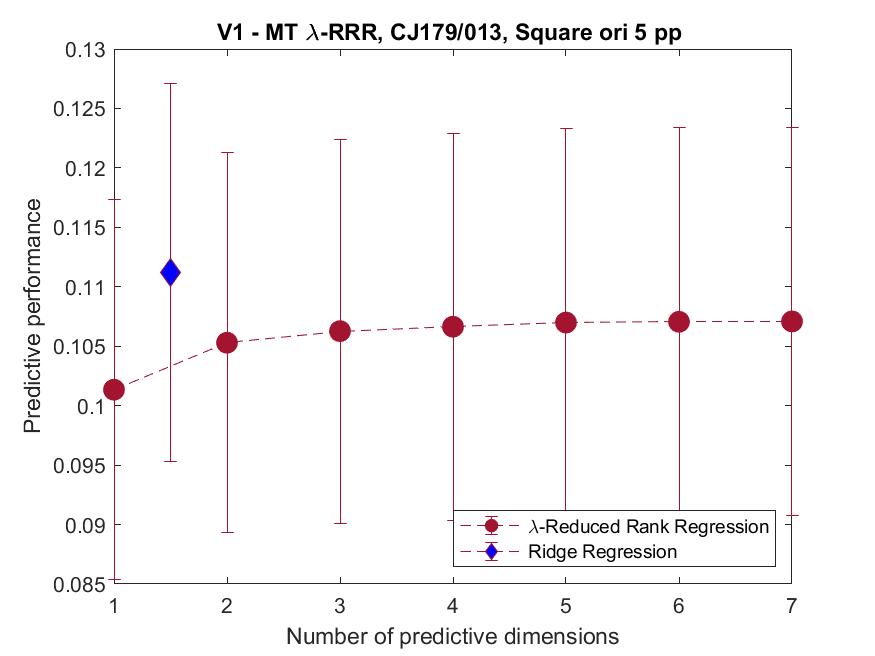 V1 - MT λ-RRR, CJ179/013, Square ori 5 pp
0.13
0.125
0.12
0.115
0.11
0.105
0.1
0.095
0.09
0.085
Predictive performance
1 2 3 4 5 6 7
Number of predictive dimensions
λ-Reduced Rank Regression
Ridge Regression